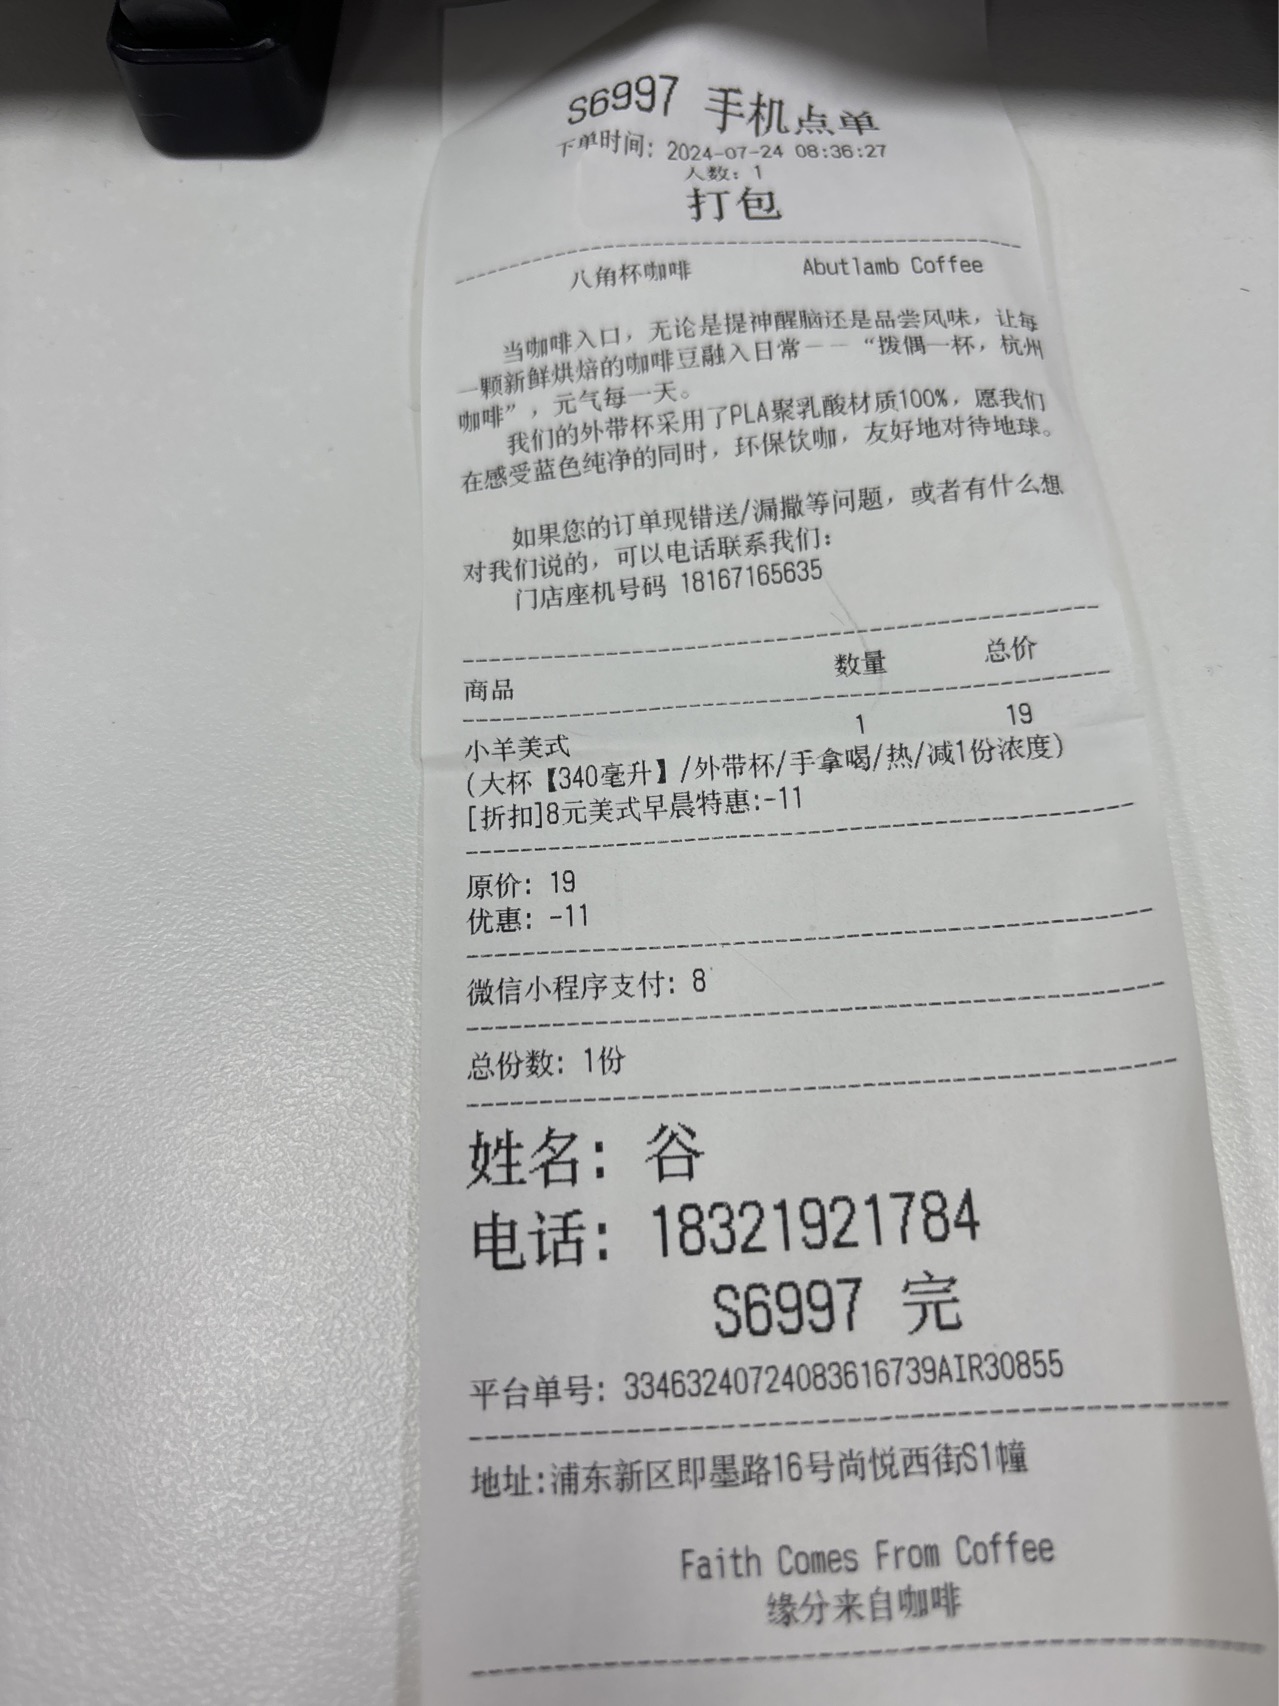 S6997 手机点单
下单时间: 2024-07-24 08:36:27
人数: 1
打包
八角杯咖啡 Abutlamb Coffee
当咖啡入口，无论是提神醒脑还是品尝风味，让每
一颗新鲜烘焙的咖啡豆融入日常——“拨偶一杯，杭州
咖啡”，元气每一天。
我们的外带杯采用了PLA聚乳酸材质100%，愿我们
在感受蓝色纯净的同时，环保饮咖，友好地对待地球。
如果您的订单现错送/漏撒等问题，或者有什么想
对我们说的，可以电话联系我们：
门店座机号码 18167165635
商品 数量 总价
小羊美式 1 19
(大杯【340毫升】/外带杯/手拿喝/热/减1份浓度)
[折扣]8元美式早晨特惠:-11
原价: 19
优惠: -11
微信小程序支付: 8
总份数: 1份
姓名: 谷
电话: 18321921784
S6997 完
平台单号: 33463240724083616739AIR30855
地址:浦东新区即墨路16号尚悦西街S1幢
Faith Comes From Coffee
缘分来自咖啡